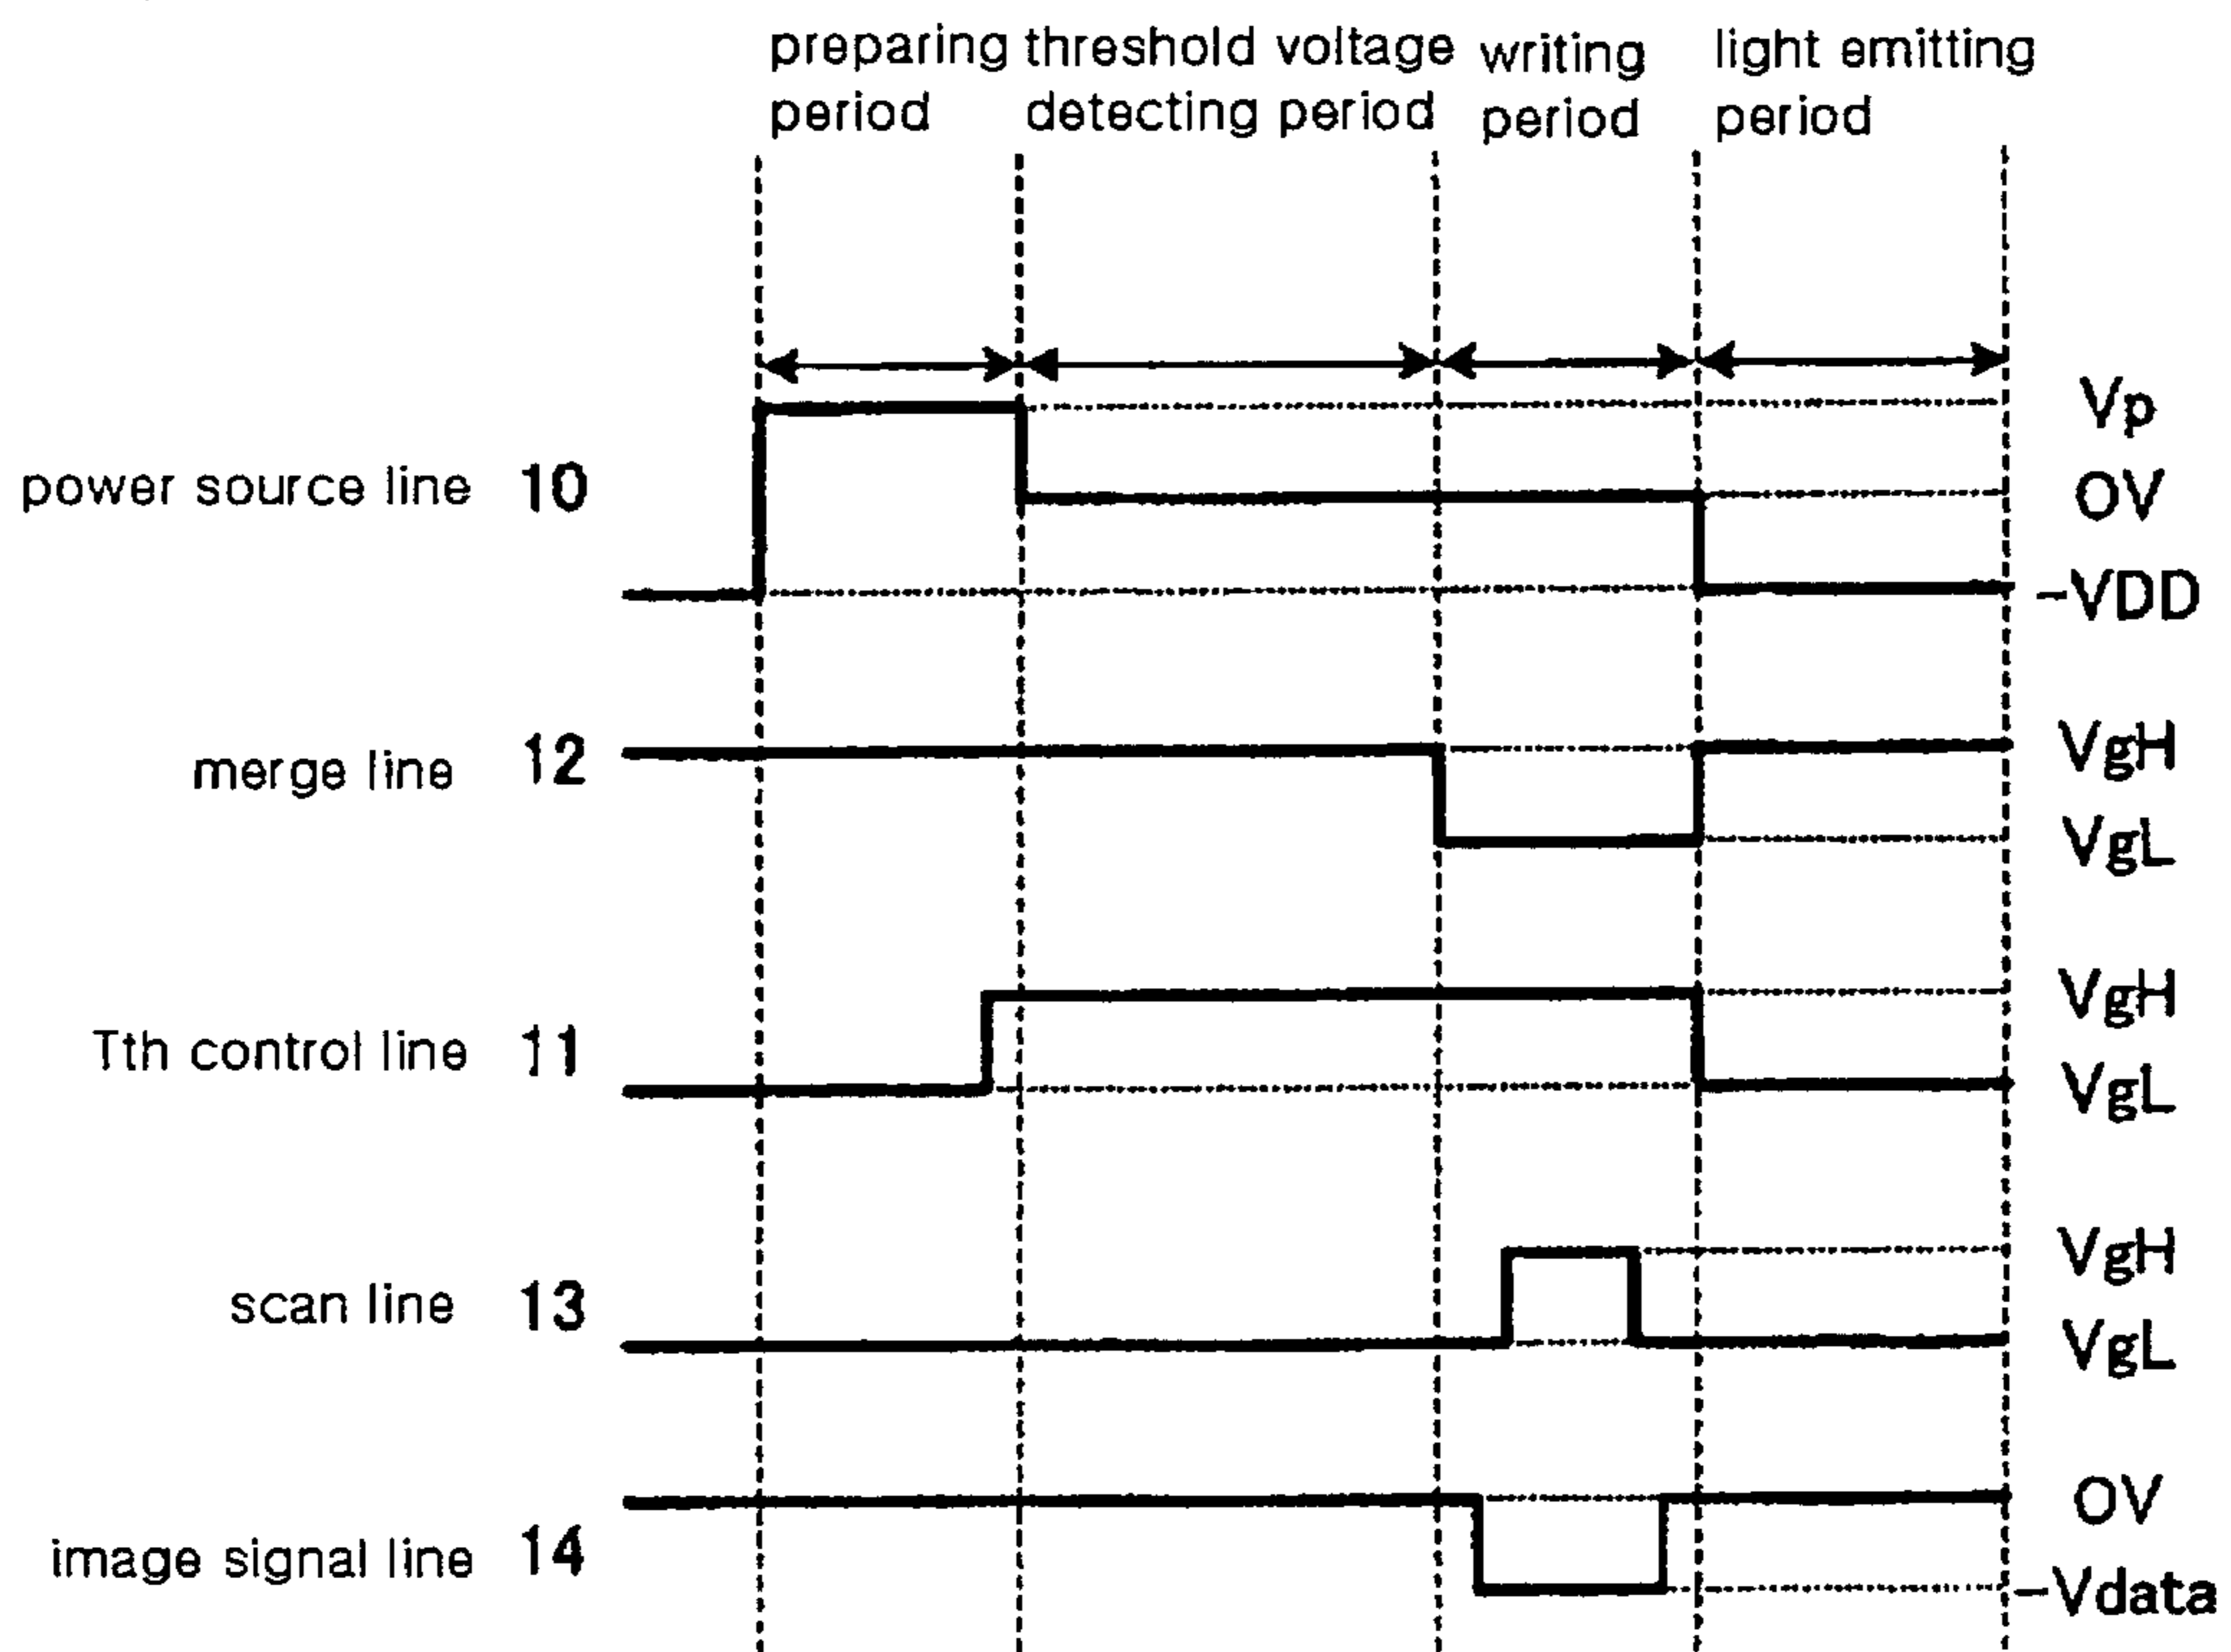 preparing threshold voltage writing light emitting
period detecting period period period
Vp
power source line 10 0V
-VDD
merge line 12 VgH
VgL
VgH
Tth control line 11 VgL
VgH
scan line 13 VgL
0V
image signal line 14 -Vdata